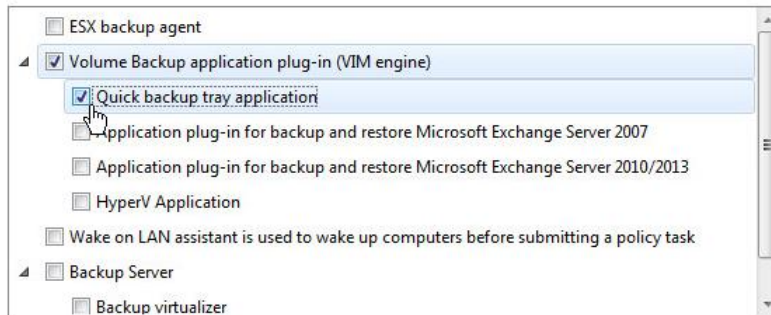 ESX backup agent
Volume Backup application plug-in (VIM engine)
Quick backup tray application
Application plug-in for backup and restore Microsoft Exchange Server 2007
Application plug-in for backup and restore Microsoft Exchange Server 2010/2013
HyperV Application
Wake on LAN assistant is used to wake up computers before submitting a policy task
Backup Server
Backup virtualizer